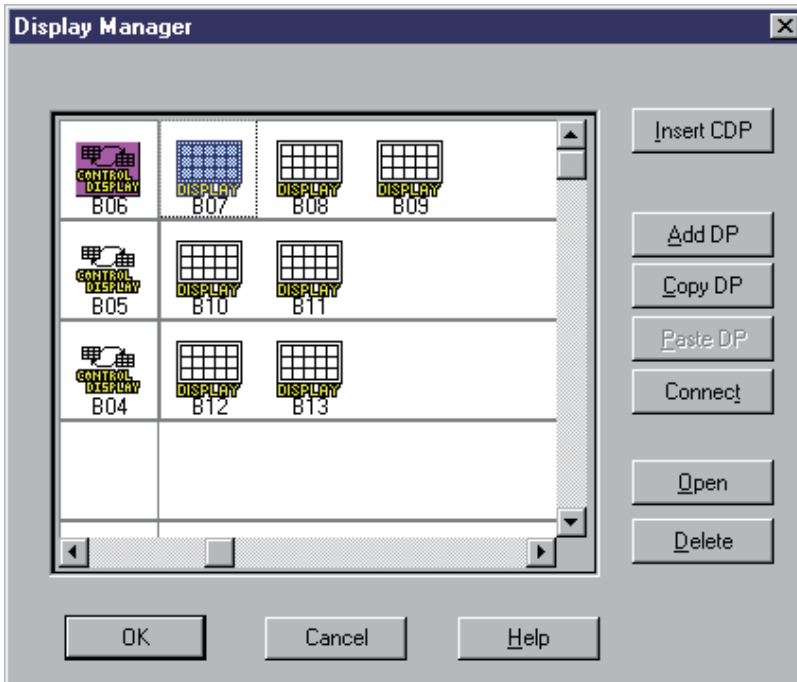 Display Manager
Insert CDP
CONTROL DISPLAY B06
DISPLAY B07
DISPLAY B08
DISPLAY B09
Add DP
Copy DP
CONTROL DISPLAY B05
DISPLAY B10
DISPLAY B11
Paste DP
Connect
CONTROL DISPLAY B04
DISPLAY B12
DISPLAY B13
Open
Delete
OK
Cancel
Help